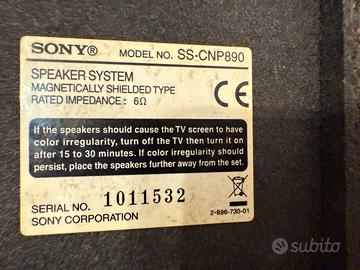 SONY® MODEL NO. SS-CNP890
SPEAKER SYSTEM
MAGNETICALLY SHIELDED TYPE
RATED IMPEDANCE : 6Ω
CE
If the speakers should cause the TV screen to have
color irregularity, turn off the TV then turn it on
after 15 to 30 minutes. If color irregularity should
persist, place the speakers further away from the set.
SERIAL NO. 1011532
SONY CORPORATION
2-896-730-01
subito